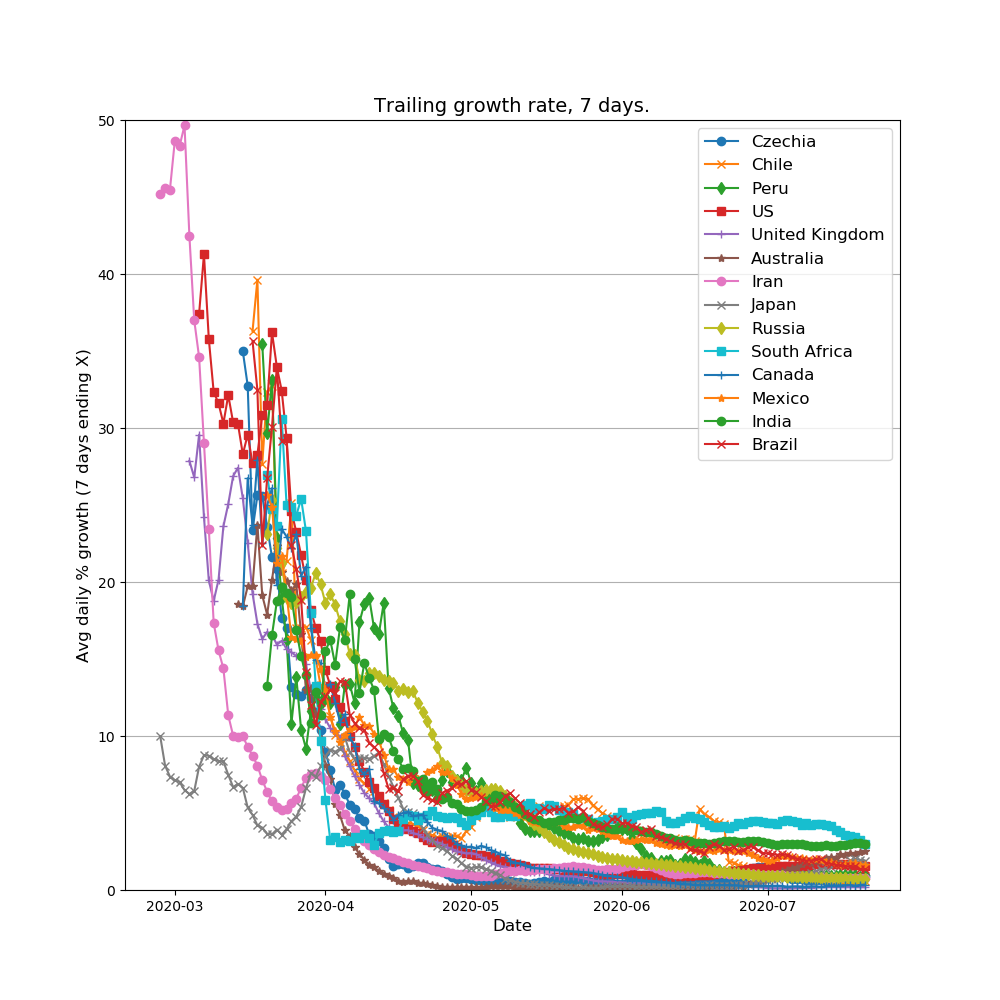 Trailing growth rate, 7 days.
50
40
30
20
10
0
Avg daily % growth (7 days ending X)
Czechia
Chile
Peru
US
United Kingdom
Australia
Iran
Japan
Russia
South Africa
Canada
Mexico
India
Brazil
2020-03 2020-04 2020-05 2020-06 2020-07
Date